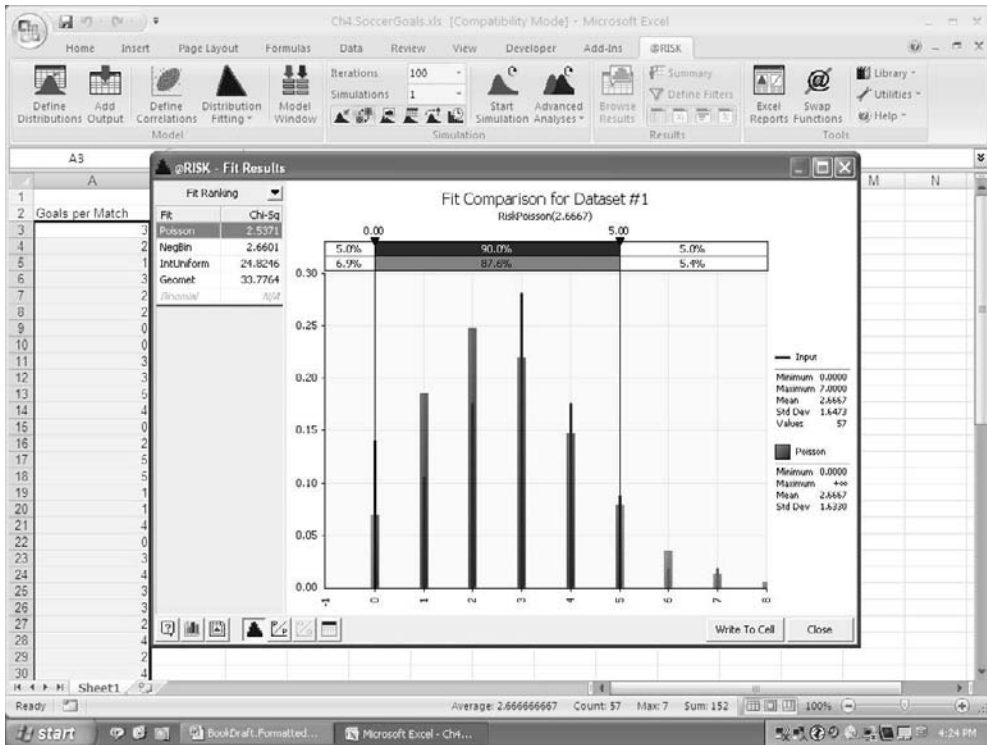 Ch4.SoccerGoals.xls [Compatibility Mode] - Microsoft Excel
Home Insert Page Layout Formulas Data Review View Developer Add-Ins @RISK
Define Distributions
Add Output
Define Correlations
Distribution Fitting
Model Window
Model
Iterations 100
Simulations 1
Start Simulation
Advanced Analyses
Simulation
Browse Results
Summary
Define Filters
Results
Excel Reports
Swap Functions
Library
Utilities
Help
Tools
A3
A M N
1
2 Goals per Match
3 3
4 2
5 1
6 3
7 2
8 2
9 0
10 0
11 3
12 3
13 5
14 4
15 0
16 2
17 5
18 5
19 1
20 1
21 4
22 0
23 3
24 4
25 3
26 3
27 2
28 4
29 2
30 4
@RISK - Fit Results
Fit Ranking
Fit Chi-Sq
Poisson 2.5371
NegBin 2.6601
IntUniform 24.8246
Geomet 33.7764
Binomial N/A
Fit Comparison for Dataset #1
RiskPoisson(2.6667)
0.00 5.00
5.0% 90.0% 5.0%
6.9% 87.6% 5.4%
0.30
0.25
0.20
0.15
0.10
0.05
0.00
-1 0 1 2 3 4 5 6 7 8
Input
Minimum 0.0000
Maximum 7.0000
Mean 2.6667
Std Dev 1.6473
Values 57
Poisson
Minimum 0.0000
Maximum +∞
Mean 2.6667
Std Dev 1.6330
Write To Cell Close
Sheet1
Ready Average: 2.666666667 Count: 57 Max: 7 Sum: 152 100%
start BookDraft.Formatted... Microsoft Excel - Ch4... 4:24 PM